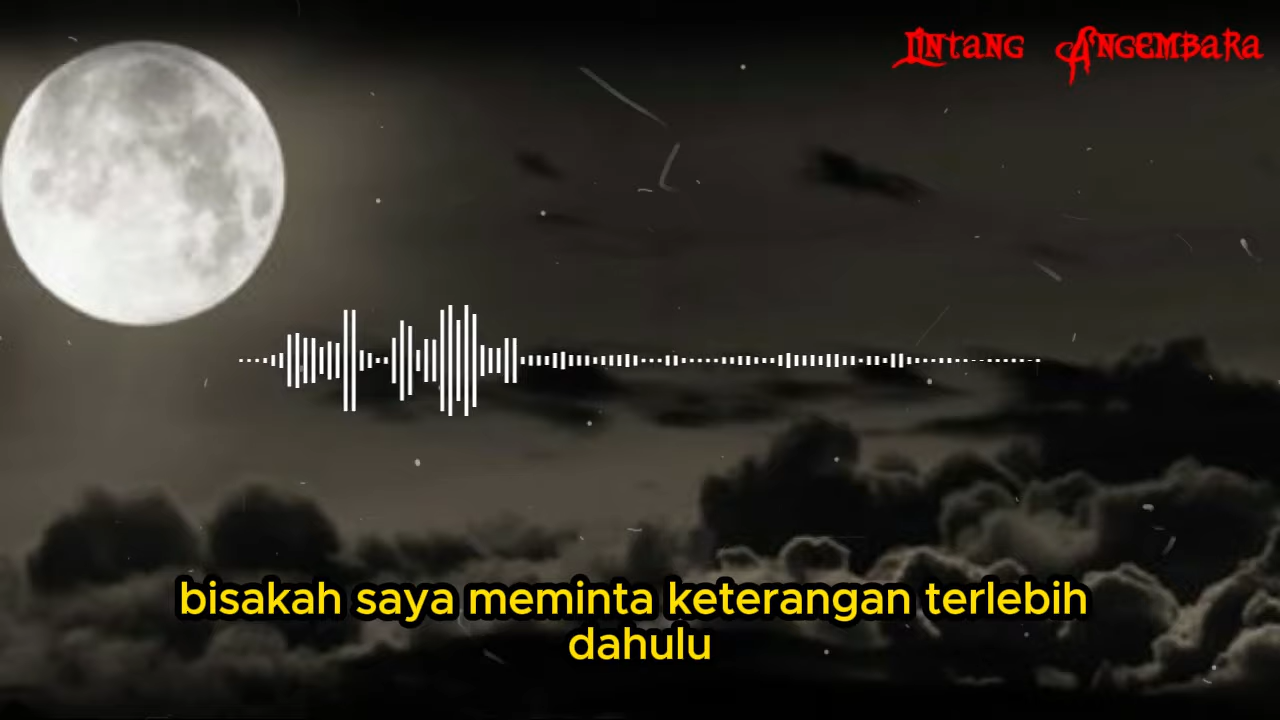 Lintang Angembara
bisakah saya meminta keterangan terlebih
dahulu